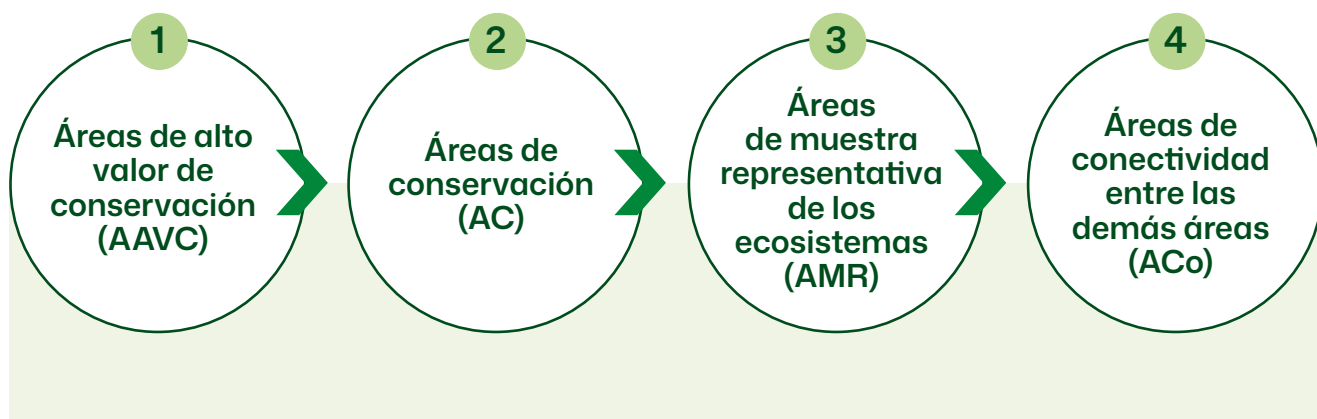 1
Áreas de alto
valor de
conservación
(AAVC)
2
Áreas de
conservación
(AC)
3
Áreas
de muestra
representativa
de los
ecosistemas
(AMR)
4
Áreas de
conectividad
entre las
demás áreas
(ACo)